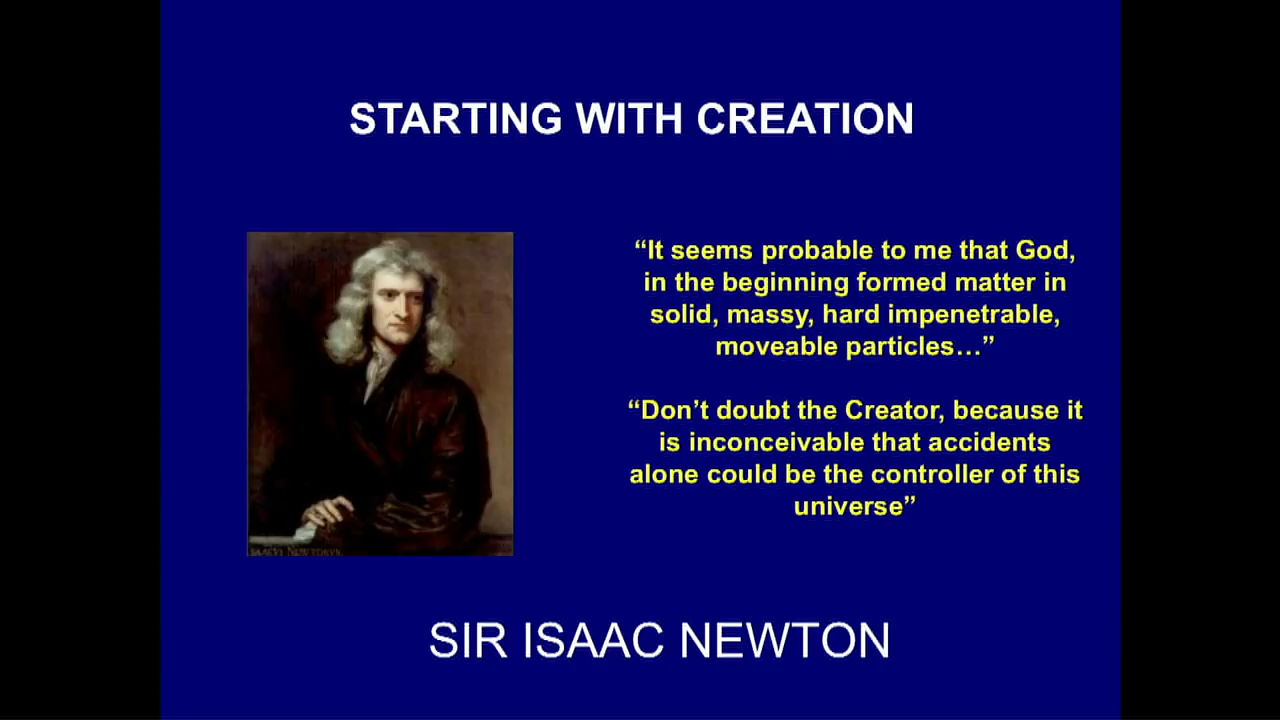 STARTING WITH CREATION
“It seems probable to me that God,
in the beginning formed matter in
solid, massy, hard impenetrable,
moveable particles…”
“Don’t doubt the Creator, because it
is inconceivable that accidents
alone could be the controller of this
universe”
SIR ISAAC NEWTON